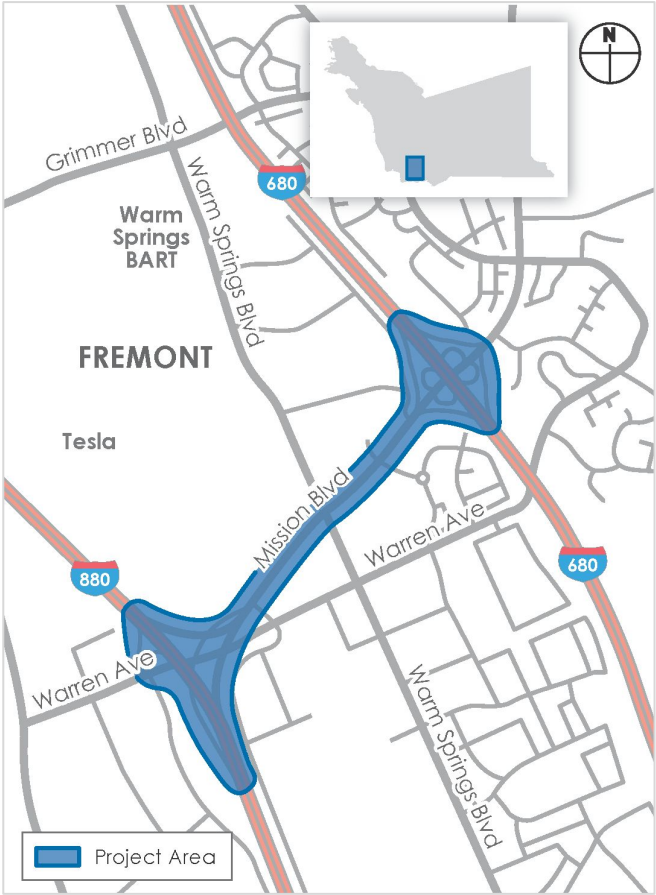 N
Grimmer Blvd
680
Warm Springs Blvd
Warm
Springs
BART
FREMONT
Tesla
Mission Blvd
Warren Ave
880
680
Warren Ave
Warm Springs Blvd
Project Area